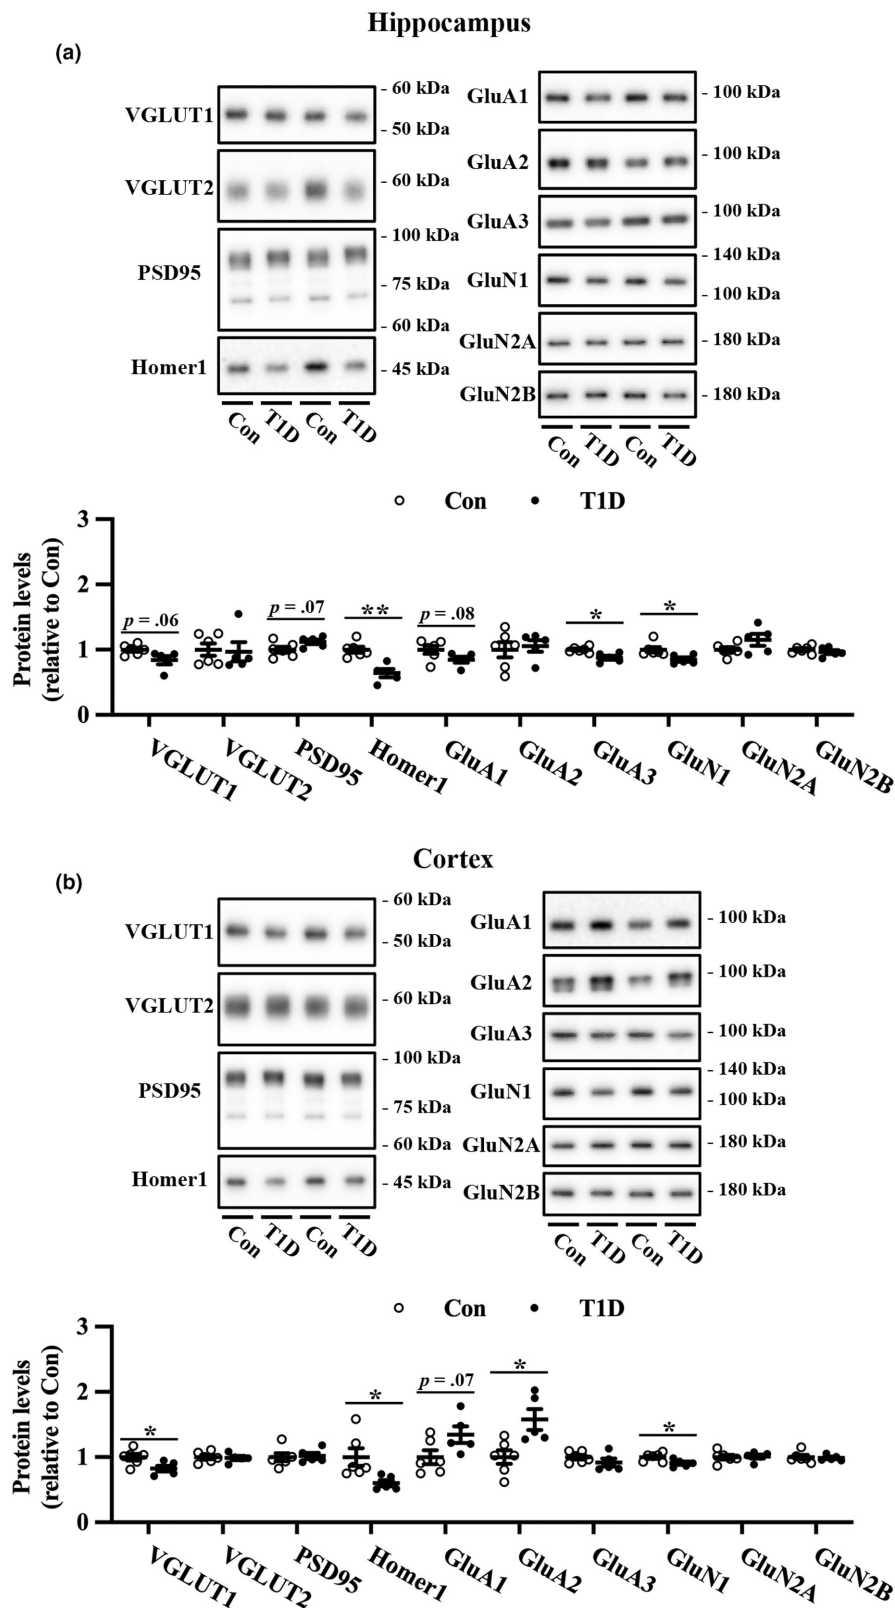 Hippocampus
(a)
VGLUT1
- 60 kDa
- 50 kDa
VGLUT2
- 60 kDa
PSD95
- 100 kDa
- 75 kDa
- 60 kDa
Homer1
- 45 kDa
Con T1D Con T1D
GluA1
- 100 kDa
GluA2
- 100 kDa
GluA3
- 100 kDa
GluN1
- 140 kDa
- 100 kDa
GluN2A
- 180 kDa
GluN2B
- 180 kDa
Con T1D Con T1D
Con T1D
Protein levels
(relative to Con)
3
2
1
0
p = .06
p = .07
**
p = .08
*
*
VGLUT1 VGLUT2 PSD95 Homer1 GluA1 GluA2 GluA3 GluN1 GluN2A GluN2B
Cortex
(b)
VGLUT1
- 60 kDa
- 50 kDa
VGLUT2
- 60 kDa
PSD95
- 100 kDa
- 75 kDa
- 60 kDa
Homer1
- 45 kDa
Con T1D Con T1D
GluA1
- 100 kDa
GluA2
- 100 kDa
GluA3
- 100 kDa
GluN1
- 140 kDa
- 100 kDa
GluN2A
- 180 kDa
GluN2B
- 180 kDa
Con T1D Con T1D
Con T1D
Protein levels
(relative to Con)
3
2
1
0
*
*
p = .07
*
*
VGLUT1 VGLUT2 PSD95 Homer1 GluA1 GluA2 GluA3 GluN1 GluN2A GluN2B